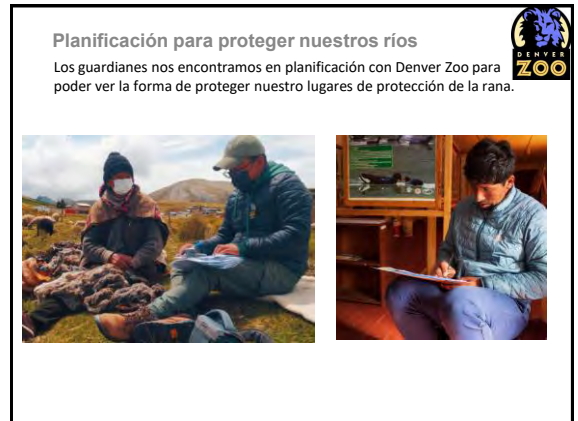 Planificación para proteger nuestros ríos
Los guardianes nos encontramos en planificación con Denver Zoo para
poder ver la forma de proteger nuestro lugares de protección de la rana.
DENVER
ZOO